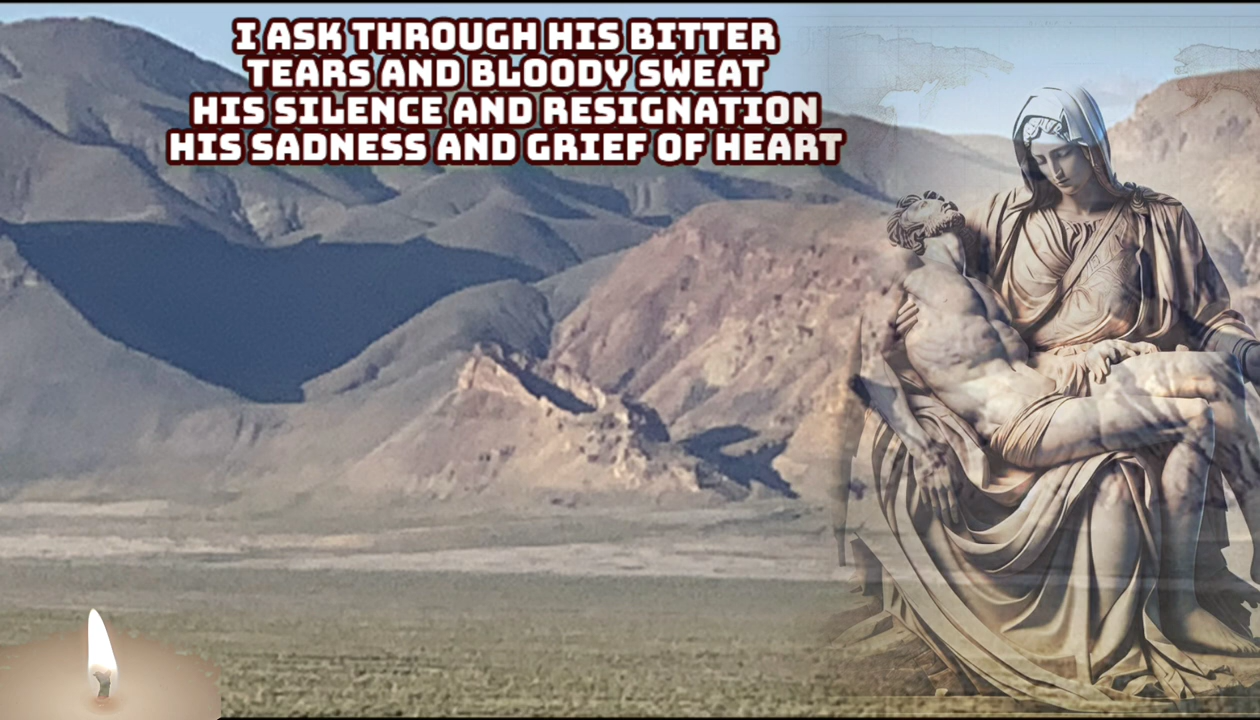 I ASK THROUGH HIS BITTER
TEARS AND BLOODY SWEAT
HIS SILENCE AND RESIGNATION
HIS SADNESS AND GRIEF OF HEART